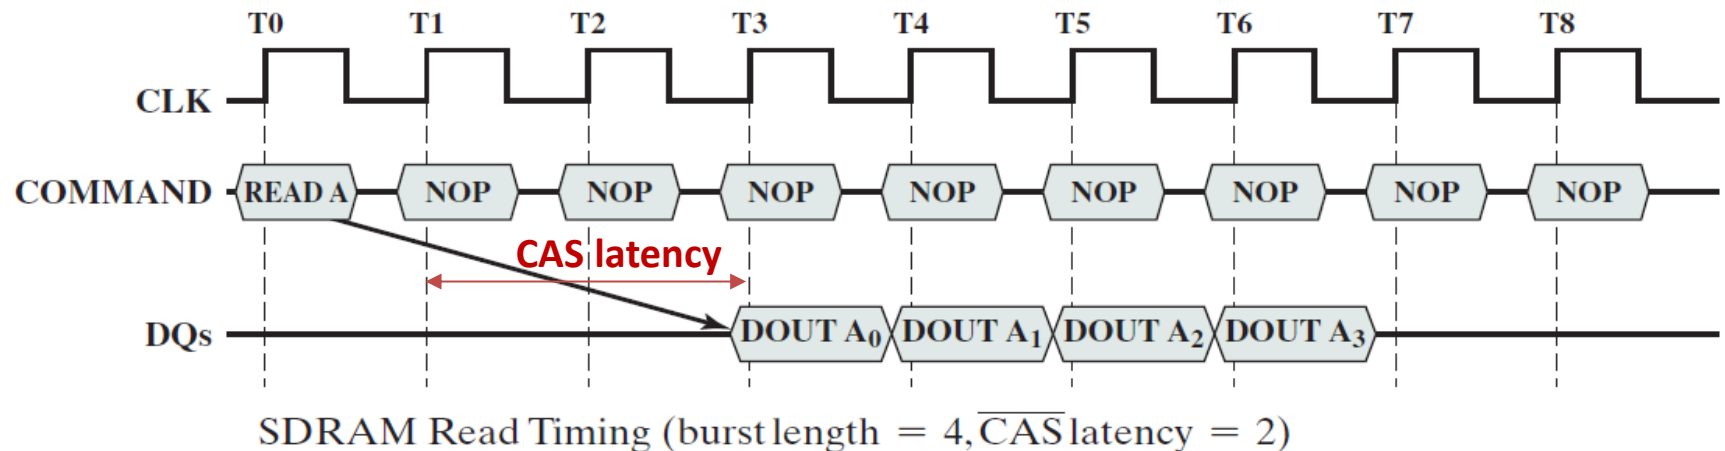 T0 T1 T2 T3 T4 T5 T6 T7 T8
CLK
COMMAND READ A NOP NOP NOP NOP NOP NOP NOP NOP
CAS latency
DQs DOUT A₀ DOUT A₁ DOUT A₂ DOUT A₃
SDRAM Read Timing (burst length = 4, C̅A̅S̅ latency = 2)